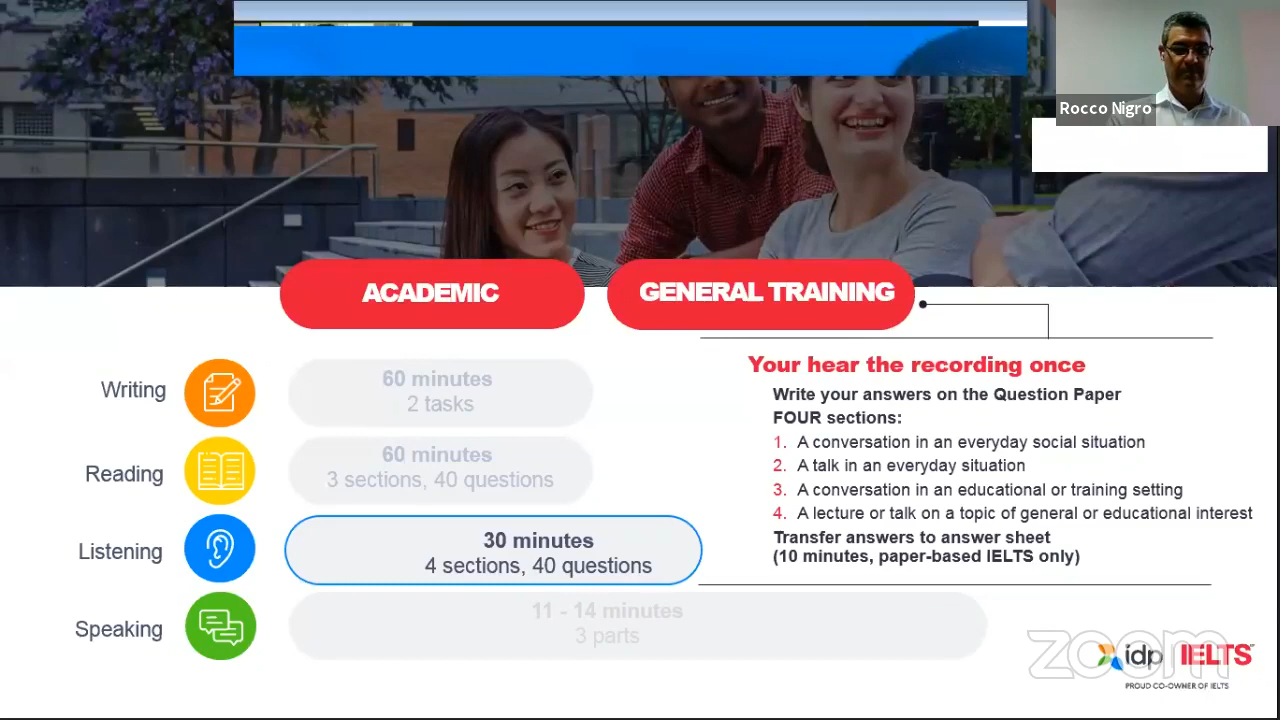 Rocco Nigro
ACADEMIC
GENERAL TRAINING
Writing
60 minutes
2 tasks
Reading
60 minutes
3 sections, 40 questions
Listening
30 minutes
4 sections, 40 questions
Speaking
11 - 14 minutes
3 parts
Your hear the recording once
Write your answers on the Question Paper
FOUR sections:
1. A conversation in an everyday social situation
2. A talk in an everyday situation
3. A conversation in an educational or training setting
4. A lecture or talk on a topic of general or educational interest
Transfer answers to answer sheet
(10 minutes, paper-based IELTS only)
zoom
idp IELTS
PROUD CO-OWNER OF IELTS